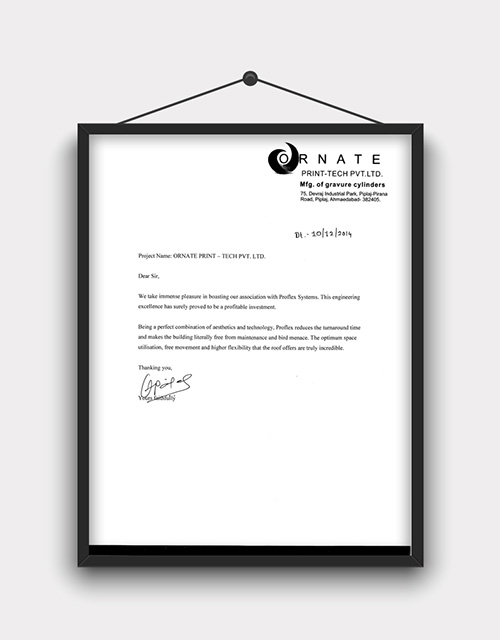 ORNATE
PRINT-TECH PVT.LTD.
Mfg. of gravure cylinders
75, Devraj Industrial Park, Piplaj-Pirana
Road, Piplaj, Ahmaedabad- 382405.
Dt.- 10/12/2014
Project Name: ORNATE PRINT – TECH PVT. LTD.
Dear Sir,
We take immense pleasure in boasting our association with Proflex Systems. This engineering
excellence has surely proved to be a profitable investment.
Being a perfect combination of aesthetics and technology, Proflex reduces the turnaround time
and makes the building literally free from maintenance and bird menace. The optimum space
utilisation, free movement and higher flexibility that the roof offers are truly incredible.
Thanking you,
Yours faithfully